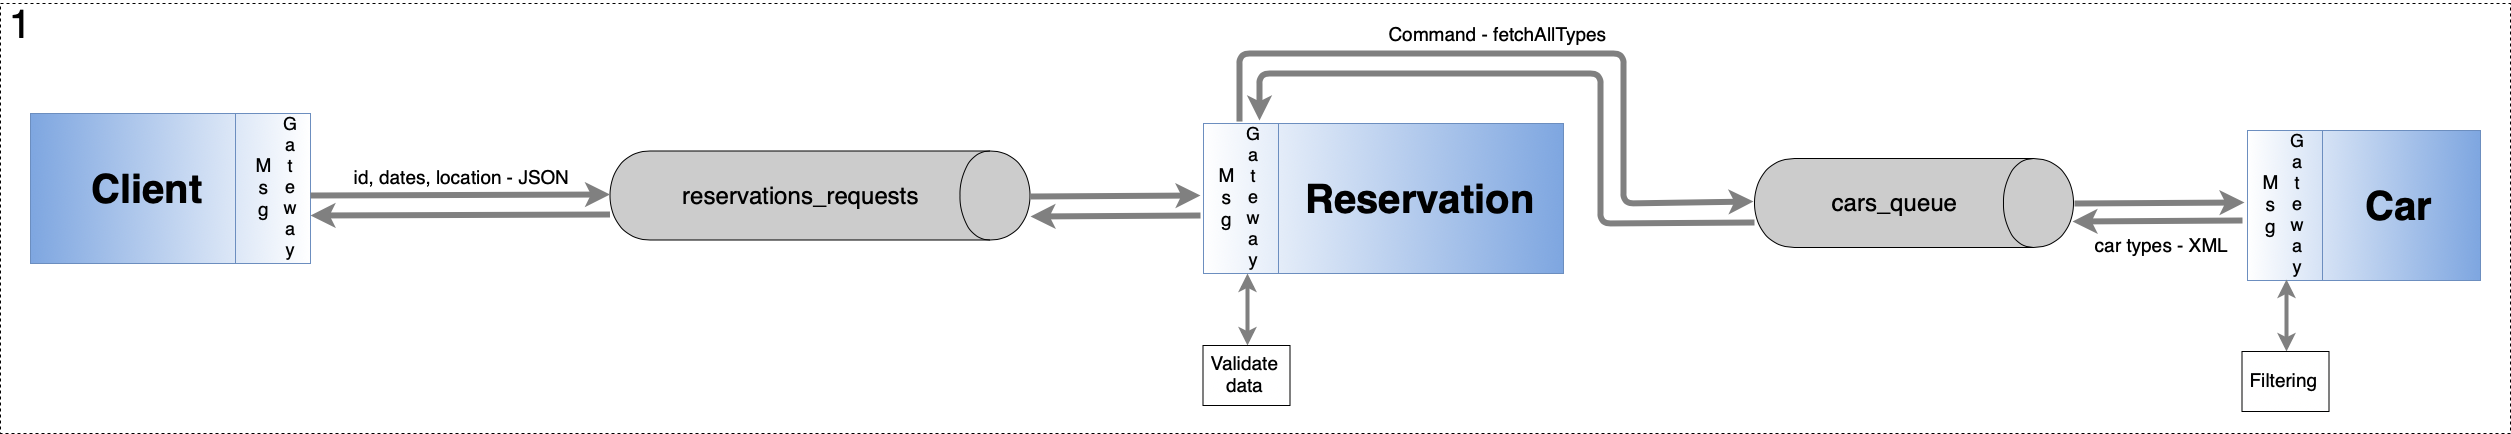 1
Command - fetchAllTypes
Client
Msg
Gateway
id, dates, location - JSON
reservations_requests
Msg
Gateway
Reservation
cars_queue
car types - XML
Msg
Gateway
Car
Validate
data
Filtering